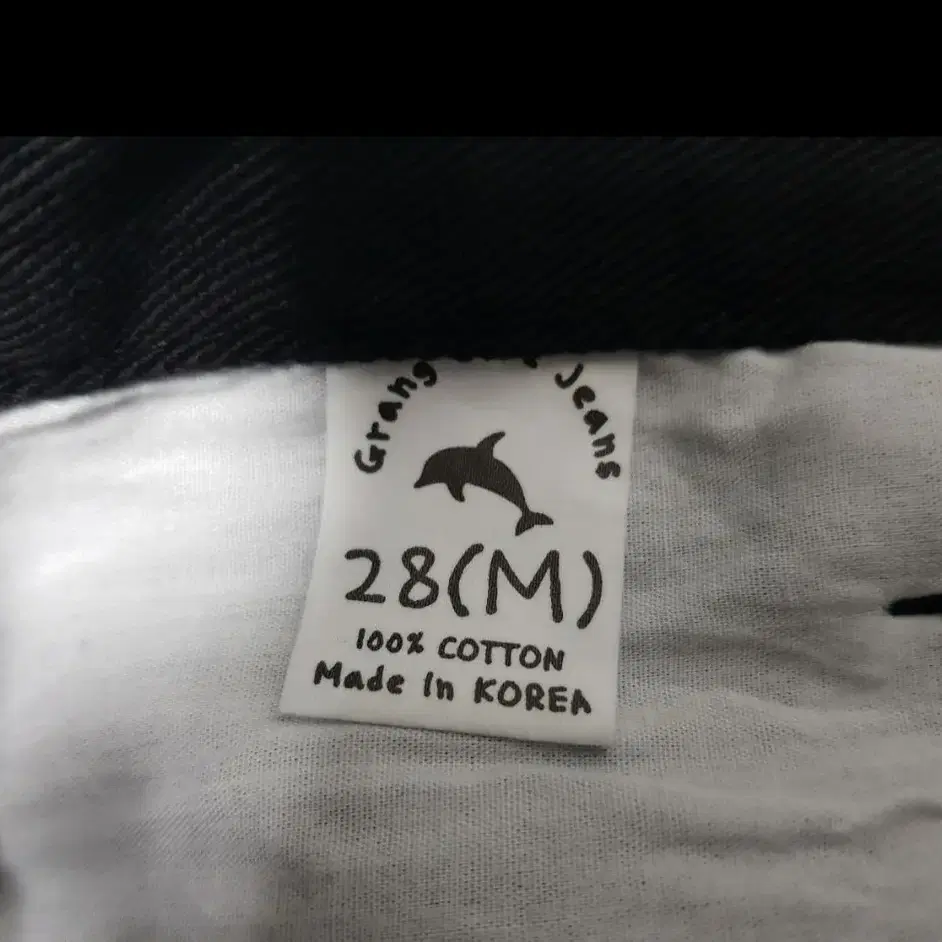 Grang Jeans
28(M)
100% COTTON
Made In KOREA